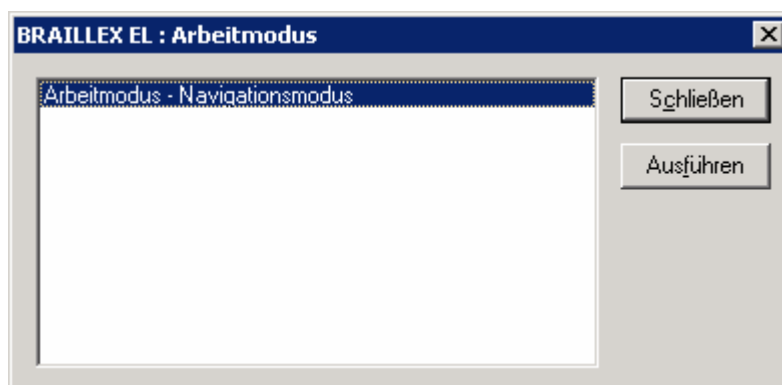 BRAILLEX EL : Arbeitmodus
Arbeitmodus - Navigationsmodus
Schließen
Ausführen